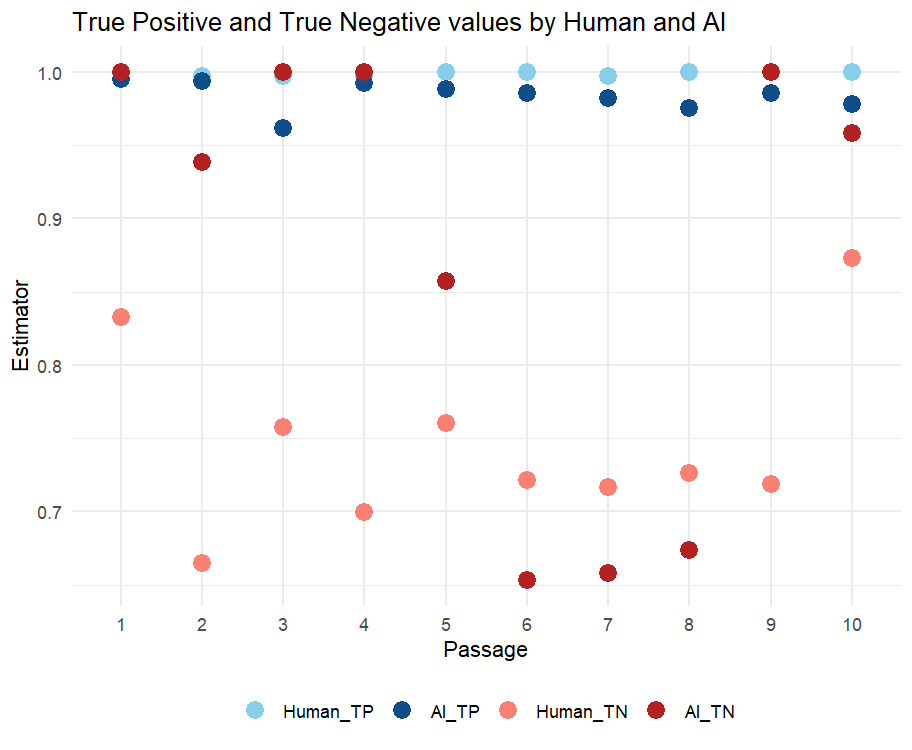 True Positive and True Negative values by Human and AI
Estimator
1.0
0.9
0.8
0.7
1 2 3 4 5 6 7 8 9 10
Passage
Human_TP AI_TP Human_TN AI_TN